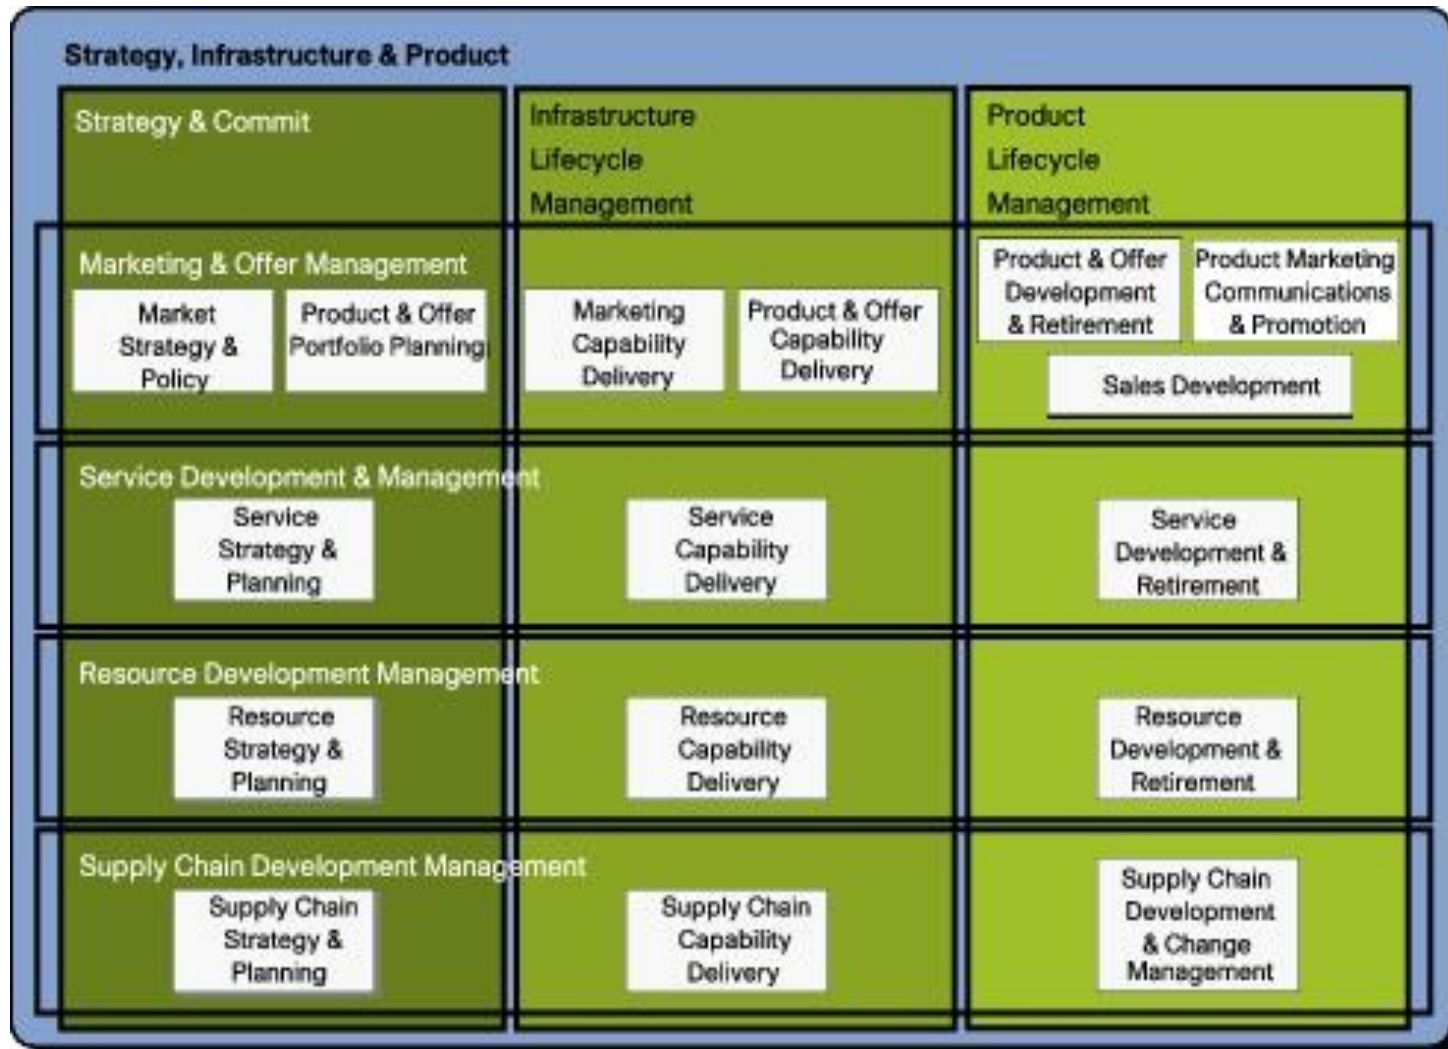 Strategy, Infrastructure & Product
Strategy & Commit
Infrastructure
Lifecycle
Management
Product
Lifecycle
Management
Marketing & Offer Management
Market
Strategy &
Policy
Product & Offer
Portfolio Planning
Marketing
Capability
Delivery
Product & Offer
Capability
Delivery
Product & Offer
Development
& Retirement
Product Marketing
Communications
& Promotion
Sales Development
Service Development & Management
Service
Strategy &
Planning
Service
Capability
Delivery
Service
Development &
Retirement
Resource Development Management
Resource
Strategy &
Planning
Resource
Capability
Delivery
Resource
Development &
Retirement
Supply Chain Development Management
Supply Chain
Strategy &
Planning
Supply Chain
Capability
Delivery
Supply Chain
Development
& Change
Management